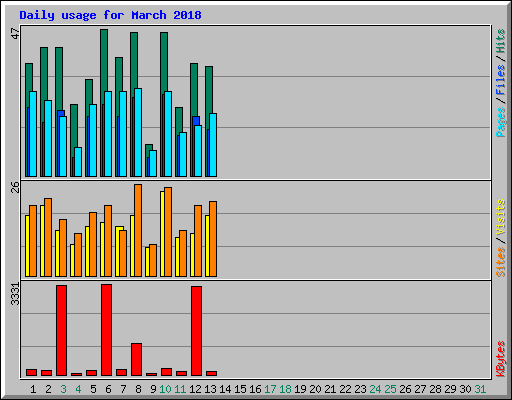 Daily usage for March 2018
47
Pages / Files / Hits
26
Sites / Visits
3331
KBytes
1 2 3 4 5 6 7 8 9 10 11 12 13 14 15 16 17 18 19 20 21 22 23 24 25 26 27 28 29 30 31